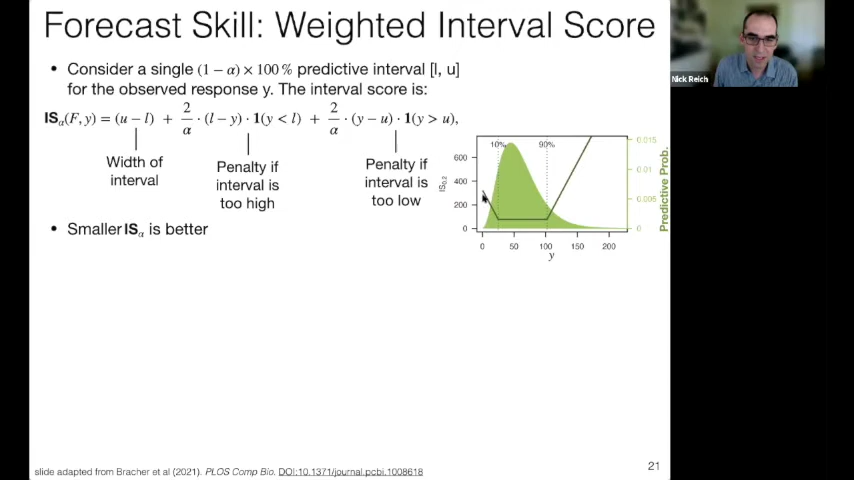 Forecast Skill: Weighted Interval Score
Nick Reich
• Consider a single (1 − α) × 100 % predictive interval [l, u]
for the observed response y. The interval score is:
ISα(F, y) = (u − l) + 2/α · (l − y) · 1(y < l) + 2/α · (y − u) · 1(y > u),
Width of
interval
Penalty if
interval is
too high
Penalty if
interval is
too low
• Smaller ISα is better
10%
90%
IS0.2
600
400
200
0
0 50 100 150 200
y
0.015
0.01
0.005
0
Predictive Prob.
slide adapted from Bracher et al (2021). PLOS Comp Bio. DOI:10.1371/journal.pcbi.1008618
21